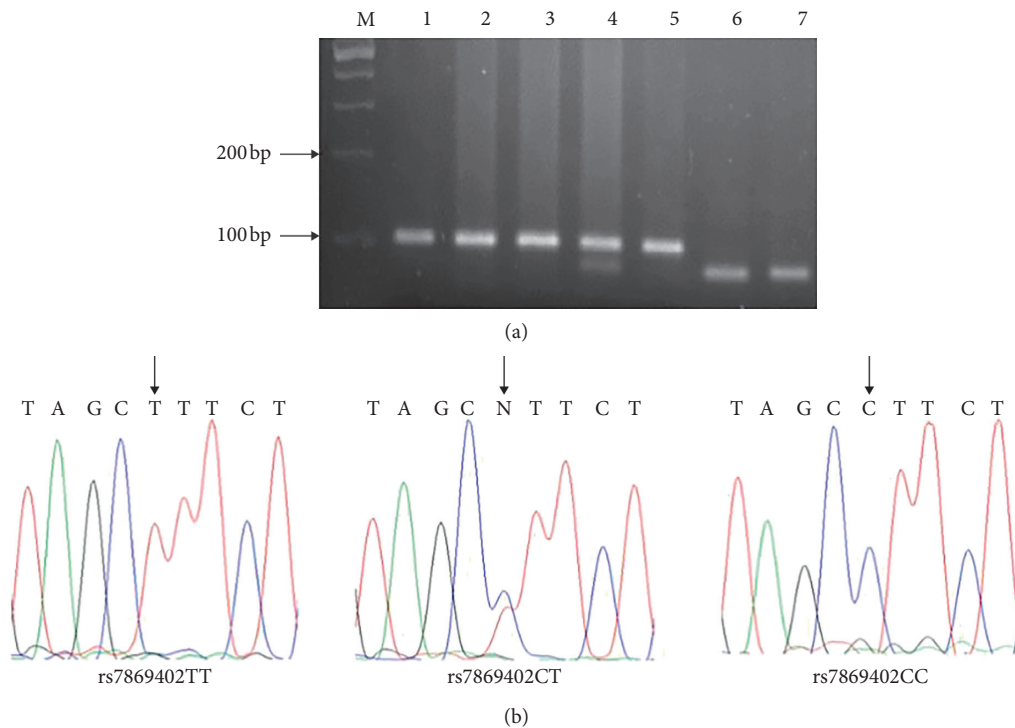 M 1 2 3 4 5 6 7
200 bp
100 bp
(a)
T A G C T T T C T
T A G C N T T C T
T A G C C T T C T
rs7869402TT
rs7869402CT
rs7869402CC
(b)